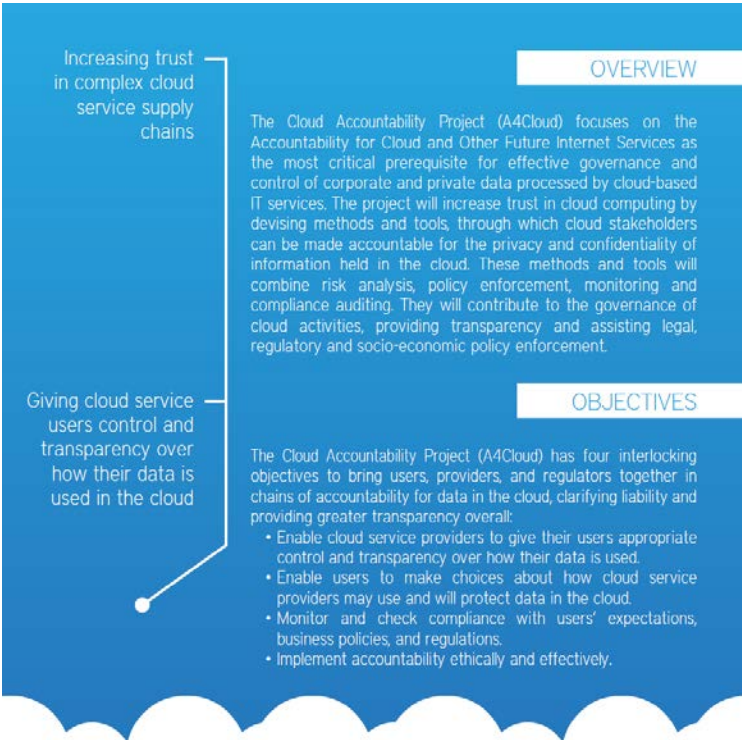 Increasing trust
in complex cloud
service supply
chains
OVERVIEW
The Cloud Accountability Project (A4Cloud) focuses on the
Accountability for Cloud and Other Future Internet Services as
the most critical prerequisite for effective governance and
control of corporate and private data processed by cloud-based
IT services. The project will increase trust in cloud computing by
devising methods and tools, through which cloud stakeholders
can be made accountable for the privacy and confidentiality of
information held in the cloud. These methods and tools will
combine risk analysis, policy enforcement, monitoring and
compliance auditing. They will contribute to the governance of
cloud activities, providing transparency and assisting legal,
regulatory and socio-economic policy enforcement.
Giving cloud service
users control and
transparency over
how their data is
used in the cloud
OBJECTIVES
The Cloud Accountability Project (A4Cloud) has four interlocking
objectives to bring users, providers, and regulators together in
chains of accountability for data in the cloud, clarifying liability and
providing greater transparency overall:
• Enable cloud service providers to give their users appropriate
control and transparency over how their data is used.
• Enable users to make choices about how cloud service
providers may use and will protect data in the cloud.
• Monitor and check compliance with users' expectations,
business policies, and regulations.
• Implement accountability ethically and effectively.